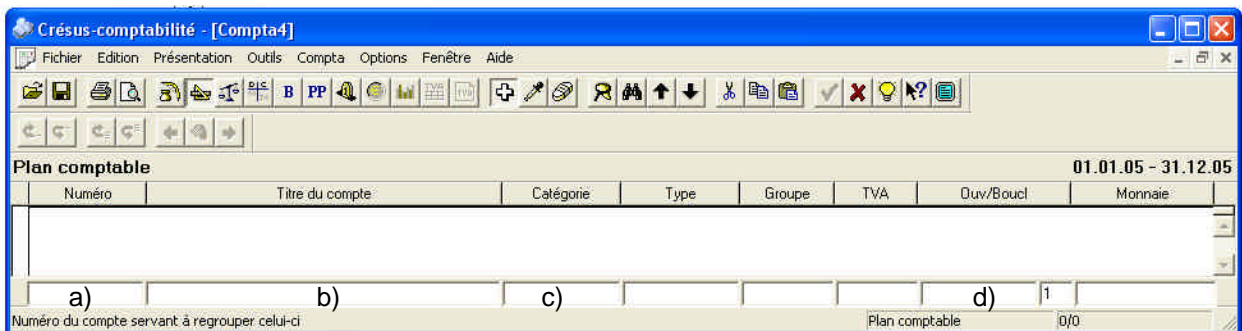 Crésus-comptabilité - [Compta4]
Fichier Edition Présentation Outils Compta Options Fenêtre Aide
B PP
Plan comptable 01.01.05 - 31.12.05
Numéro Titre du compte Catégorie Type Groupe TVA Ouv/Boucl Monnaie
a) b) c) d) 1
Numéro du compte servant à regrouper celui-ci Plan comptable 0/0